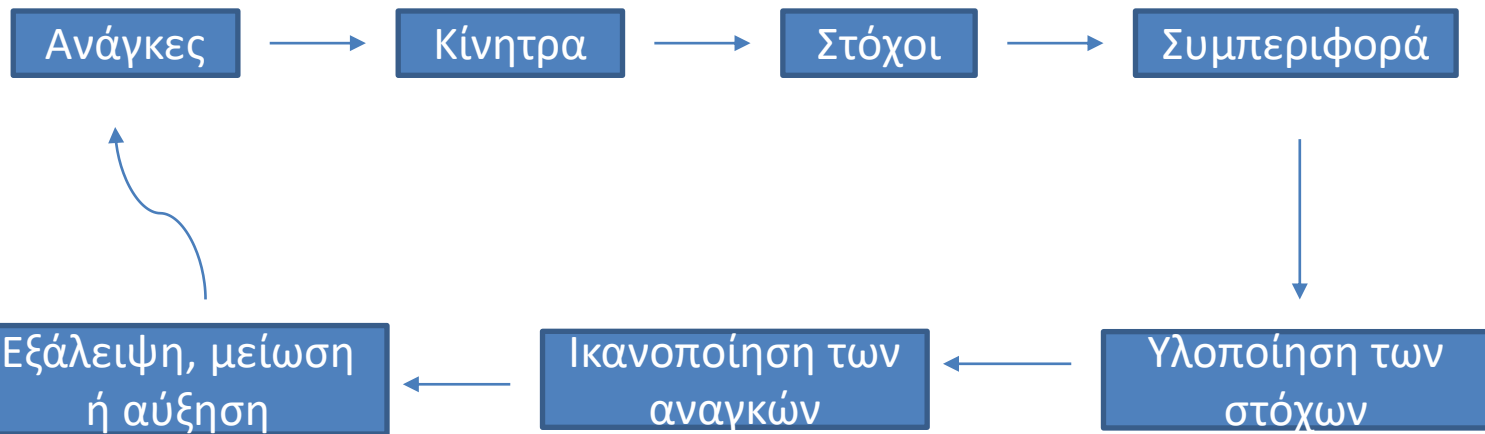 Ανάγκες
Κίνητρα
Στόχοι
Συμπεριφορά
Υλοποίηση των
στόχων
Ικανοποίηση των
αναγκών
Εξάλειψη, μείωση
ή αύξηση